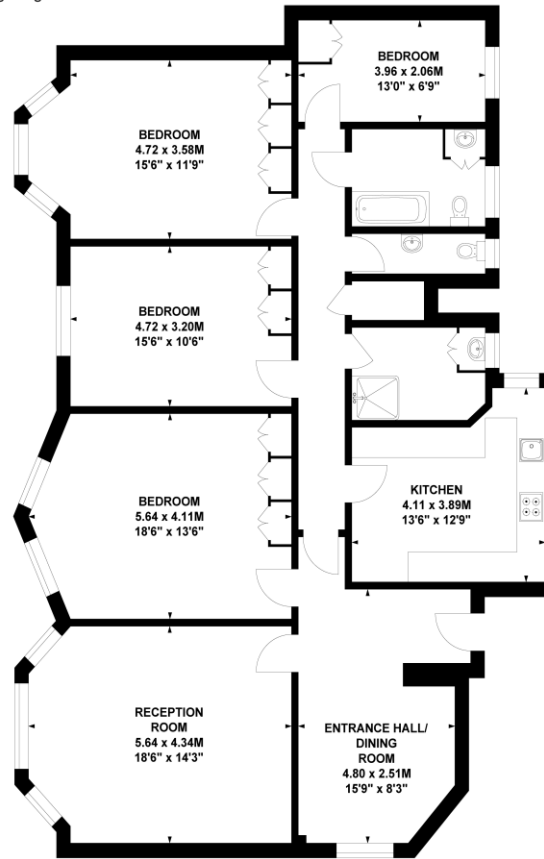 BEDROOM
3.96 x 2.06M
13'0" x 6'9"
BEDROOM
4.72 x 3.58M
15'6" x 11'9"
BEDROOM
4.72 x 3.20M
15'6" x 10'6"
BEDROOM
5.64 x 4.11M
18'6" x 13'6"
KITCHEN
4.11 x 3.89M
13'6" x 12'9"
RECEPTION
ROOM
5.64 x 4.34M
18'6" x 14'3"
ENTRANCE HALL/
DINING
ROOM
4.80 x 2.51M
15'9" x 8'3"